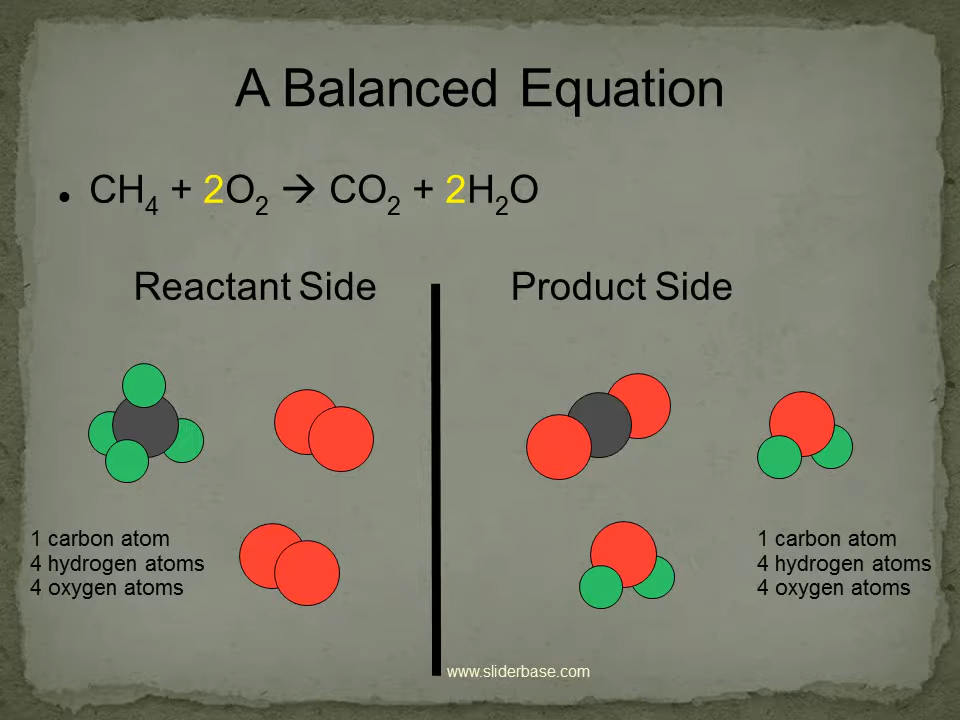 A Balanced Equation
• CH₄ + 2O₂ → CO₂ + 2H₂O
Reactant Side
Product Side
1 carbon atom
4 hydrogen atoms
4 oxygen atoms
1 carbon atom
4 hydrogen atoms
4 oxygen atoms
www.sliderbase.com